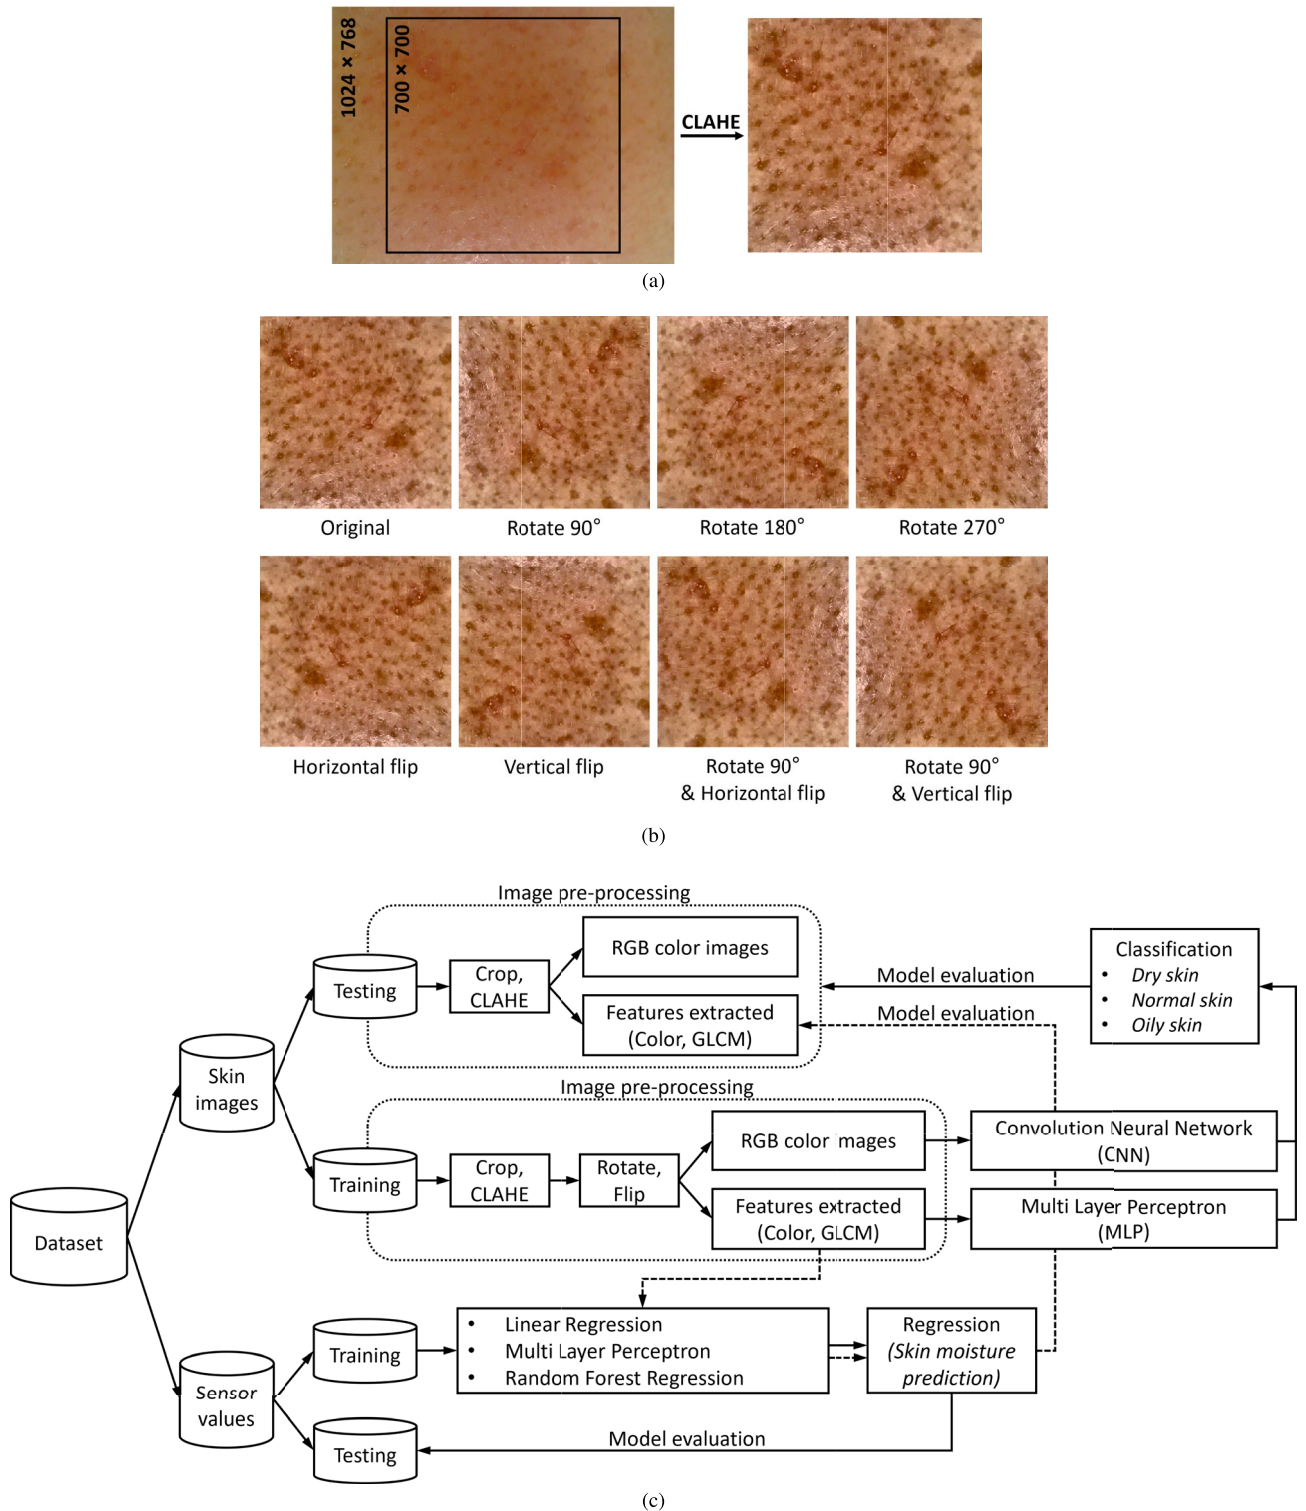 1024 × 768
700 × 700
CLAHE
(a)
Original
Rotate 90°
Rotate 180°
Rotate 270°
Horizontal flip
Vertical flip
Rotate 90°
& Horizontal flip
Rotate 90°
& Vertical flip
(b)
Image pre-processing
Testing
Crop,
CLAHE
RGB color images
Features extracted
(Color, GLCM)
Model evaluation
Model evaluation
Classification
• Dry skin
• Normal skin
• Oily skin
Skin
images
Image pre-processing
Training
Crop,
CLAHE
Rotate,
Flip
RGB color images
Features extracted
(Color, GLCM)
Convolution Neural Network
(CNN)
Multi Layer Perceptron
(MLP)
Dataset
Sensor
values
Training
• Linear Regression
• Multi Layer Perceptron
• Random Forest Regression
Regression
(Skin moisture
prediction)
Testing
Model evaluation
(c)